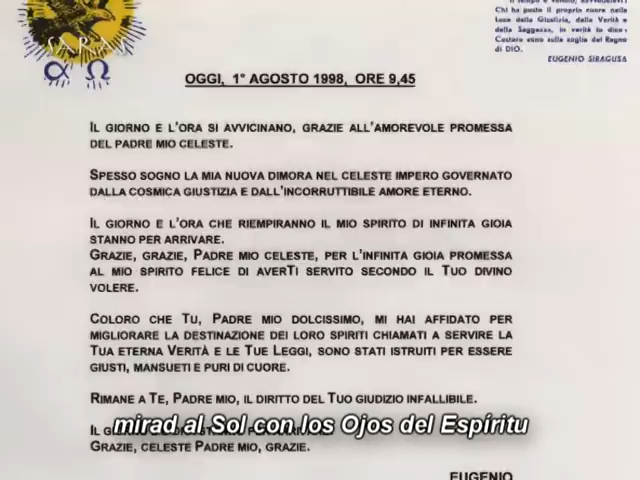 SARAS
α Ω
Chi ha posto il proprio cuore nella
Luce della Giustizia, della Verità e
della Saggezza, in verità io dico:
Costoro sono sulla soglia del Regno
di DIO.
EUGENIO SIRAGUSA
OGGI, 1° AGOSTO 1998, ORE 9,45
IL GIORNO E L'ORA SI AVVICINANO, GRAZIE ALL'AMOREVOLE PROMESSA
DEL PADRE MIO CELESTE.
SPESSO SOGNO LA MIA NUOVA DIMORA NEL CELESTE IMPERO GOVERNATO
DALLA COSMICA GIUSTIZIA E DALL'INCORRUTTIBILE AMORE ETERNO.
IL GIORNO E L'ORA CHE RIEMPIRANNO IL MIO SPIRITO DI INFINITA GIOIA
STANNO PER ARRIVARE.
GRAZIE, GRAZIE, PADRE MIO CELESTE, PER L'INFINITA GIOIA PROMESSA
AL MIO SPIRITO FELICE DI AVERTI SERVITO SECONDO IL TUO DIVINO
VOLERE.
COLORO CHE TU, PADRE MIO DOLCISSIMO, MI HAI AFFIDATO PER
MIGLIORARE LA DESTINAZIONE DEI LORO SPIRITI CHIAMATI A SERVIRE LA
TUA ETERNA VERITÀ E LE TUE LEGGI, SONO STATI ISTRUITI PER ESSERE
GIUSTI, MANSUETI E PURI DI CUORE.
RIMANE A TE, PADRE MIO, IL DIRITTO DEL TUO GIUDIZIO INFALLIBILE.
mirad al Sol con los Ojos del Espíritu
IL
GRAZIE, CELESTE PADRE MIO, GRAZIE.
EUGENIO